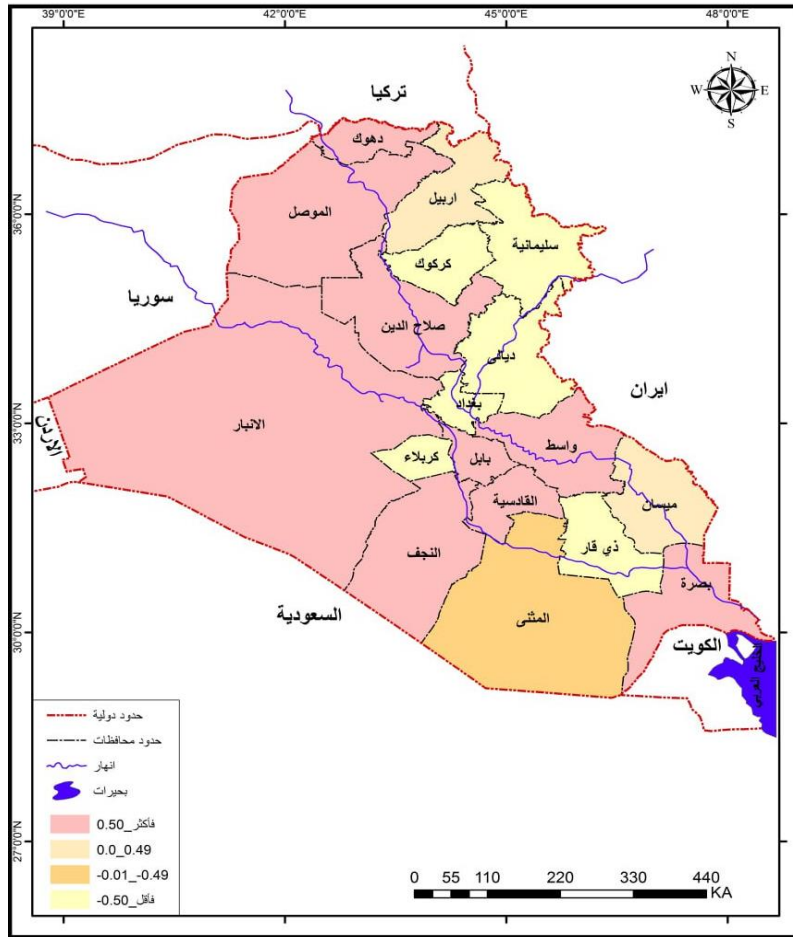 39°0'0"E
42°0'0"E
45°0'0"E
48°0'0"E
36°0'0"N
33°0'0"N
30°0'0"N
27°0'0"N
N
W
E
S
تركيا
دهوك
اربيل
الموصل
سليمانية
كركوك
سوريا
صلاح الدين
ديالى
ايران
بغداد
الاردن
الانبار
واسط
كربلاء
بابل
ميسان
القادسية
ذي قار
النجف
بصرة
المثنى
السعودية
الكويت
الخليج العربي
حدود دولية
حدود محافظات
انهار
بحيرات
0.50_فأكثر
0.0_0.49
-0.01_-0.49
-0.50_فأقل
0 55 110 220 330 440
KA